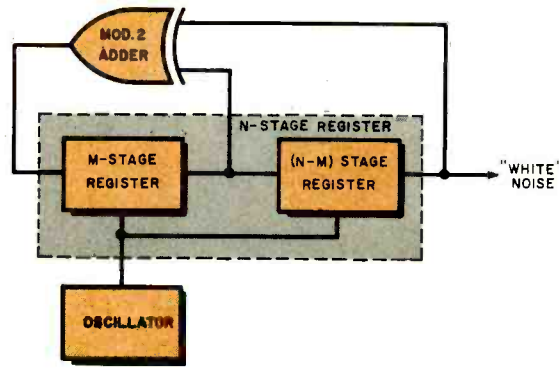 MOD. 2
ADDER
N-STAGE REGISTER
M-STAGE
REGISTER
(N-M) STAGE
REGISTER
"WHITE"
NOISE
OSCILLATOR